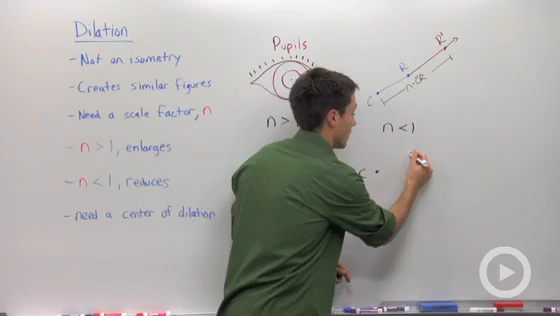 Dilation
- Not an isometry
- Creates similar figures
- Need a scale factor, n
- n > 1, enlarges
- n < 1, reduces
- need a center of dilation
Pupils
n >
C
R
R'
n·CR
n < 1
C